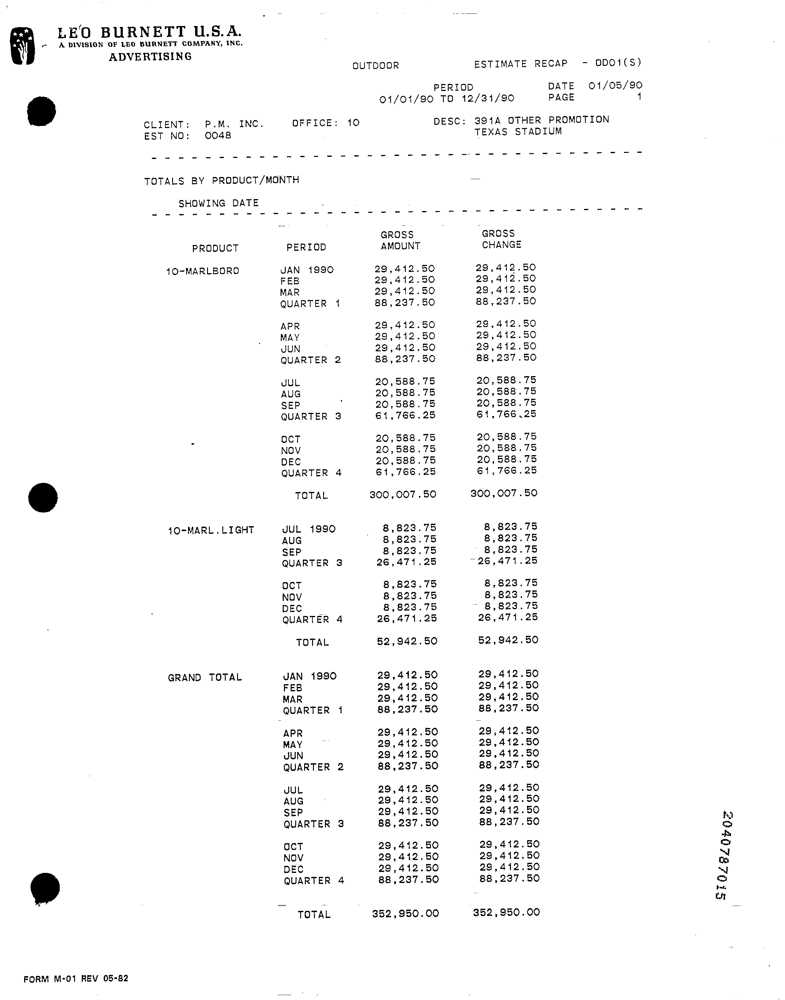 LEO BURNETT U.S.A.
A DIVISION OF LEO BURNETT COMPANY, INC.
ADVERTISING
OUTDOOR ESTIMATE RECAP - OD01(S)
PERIOD DATE 01/05/90
01/01/90 TO 12/31/90 PAGE 1
CLIENT: P.M. INC. OFFICE: 10 DESC: 391A OTHER PROMOTION
EST NO: 0048 TEXAS STADIUM
TOTALS BY PRODUCT/MONTH
SHOWING DATE
GROSS GROSS
PRODUCT PERIOD AMOUNT CHANGE
10-MARLBORO JAN 1990 29,412.50 29,412.50
FEB 29,412.50 29,412.50
MAR 29,412.50 29,412.50
QUARTER 1 88,237.50 88,237.50
APR 29,412.50 29,412.50
MAY 29,412.50 29,412.50
JUN 29,412.50 29,412.50
QUARTER 2 88,237.50 88,237.50
JUL 20,588.75 20,588.75
AUG 20,588.75 20,588.75
SEP 20,588.75 20,588.75
QUARTER 3 61,766.25 61,766.25
OCT 20,588.75 20,588.75
NOV 20,588.75 20,588.75
DEC 20,588.75 20,588.75
QUARTER 4 61,766.25 61,766.25
TOTAL 300,007.50 300,007.50
10-MARL.LIGHT JUL 1990 8,823.75 8,823.75
AUG 8,823.75 8,823.75
SEP 8,823.75 8,823.75
QUARTER 3 26,471.25 26,471.25
OCT 8,823.75 8,823.75
NOV 8,823.75 8,823.75
DEC 8,823.75 8,823.75
QUARTER 4 26,471.25 26,471.25
TOTAL 52,942.50 52,942.50
GRAND TOTAL JAN 1990 29,412.50 29,412.50
FEB 29,412.50 29,412.50
MAR 29,412.50 29,412.50
QUARTER 1 88,237.50 88,237.50
APR 29,412.50 29,412.50
MAY 29,412.50 29,412.50
JUN 29,412.50 29,412.50
QUARTER 2 88,237.50 88,237.50
JUL 29,412.50 29,412.50
AUG 29,412.50 29,412.50
SEP 29,412.50 29,412.50
QUARTER 3 88,237.50 88,237.50
OCT 29,412.50 29,412.50
NOV 29,412.50 29,412.50
DEC 29,412.50 29,412.50
QUARTER 4 88,237.50 88,237.50
TOTAL 352,950.00 352,950.00
2040787015
FORM M-01 REV 05-82